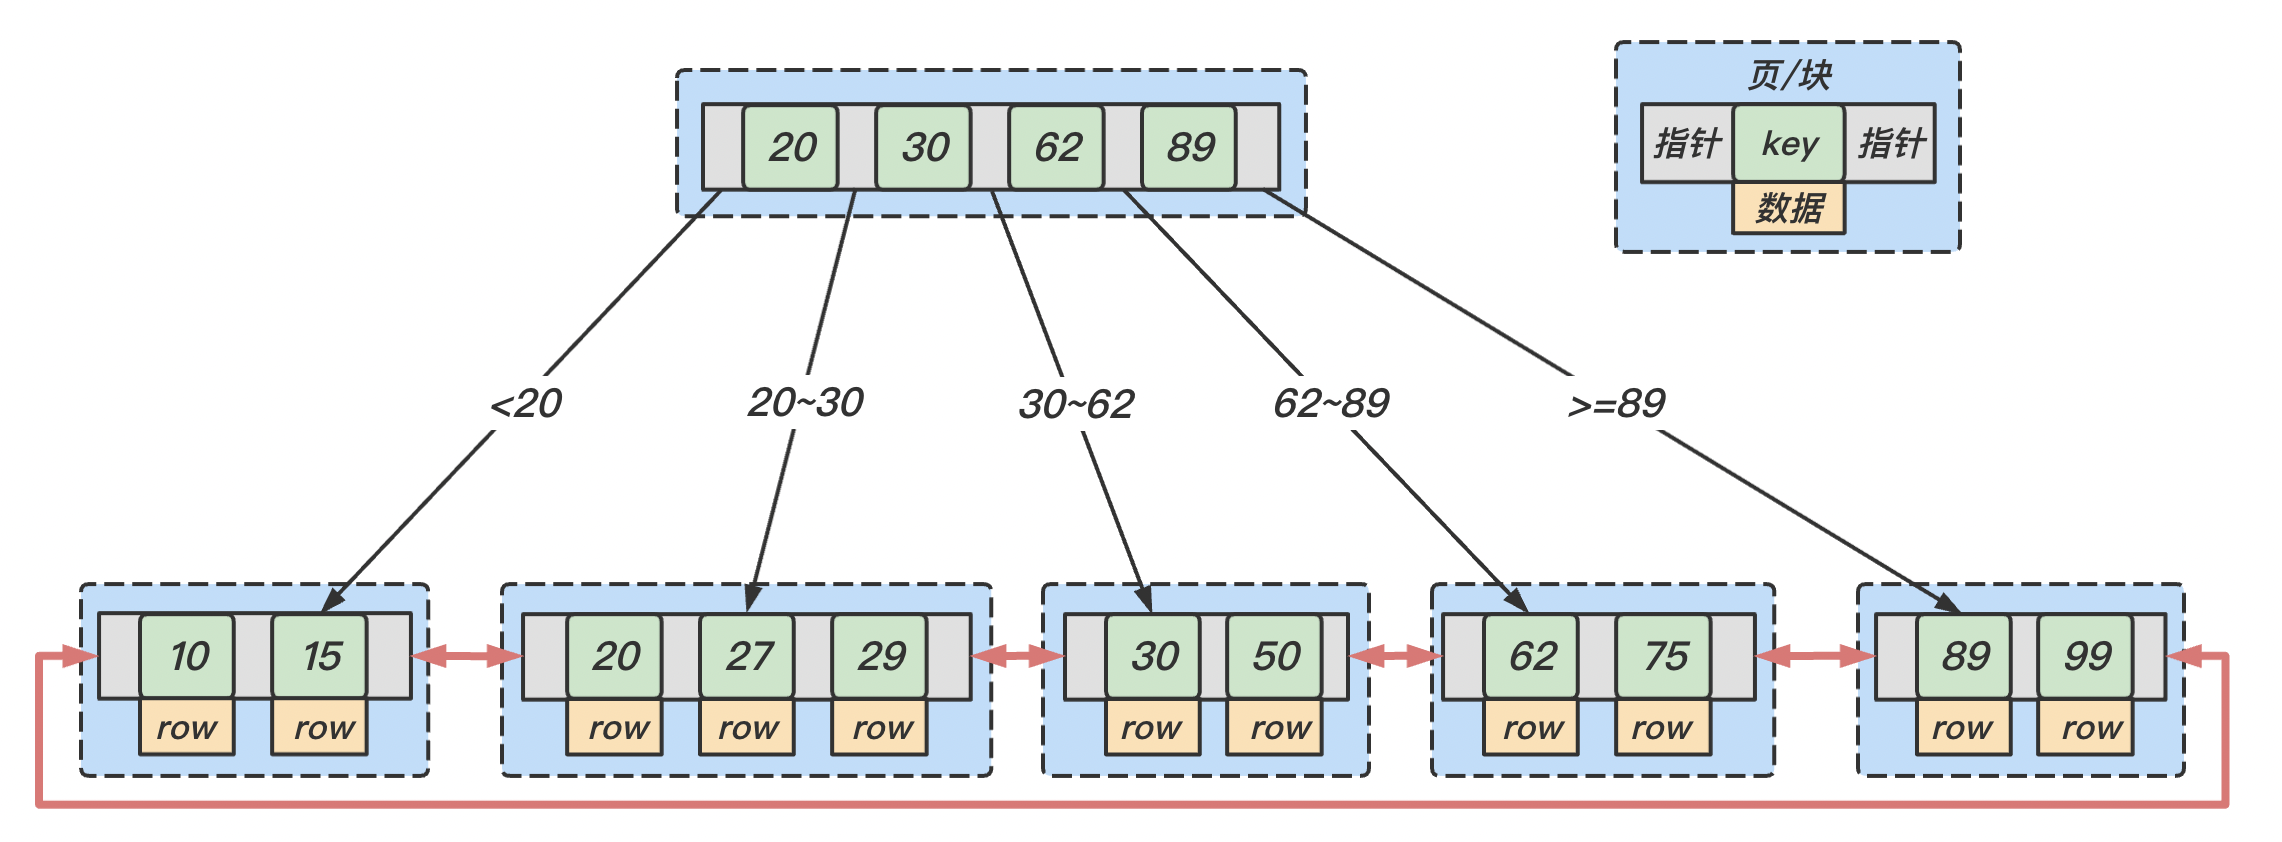 页/块
指针 key 指针
数据
20 30 62 89
<20 20~30 30~62 62~89 >=89
10 15 20 27 29 30 50 62 75 89 99
row row row row row row row row row row row